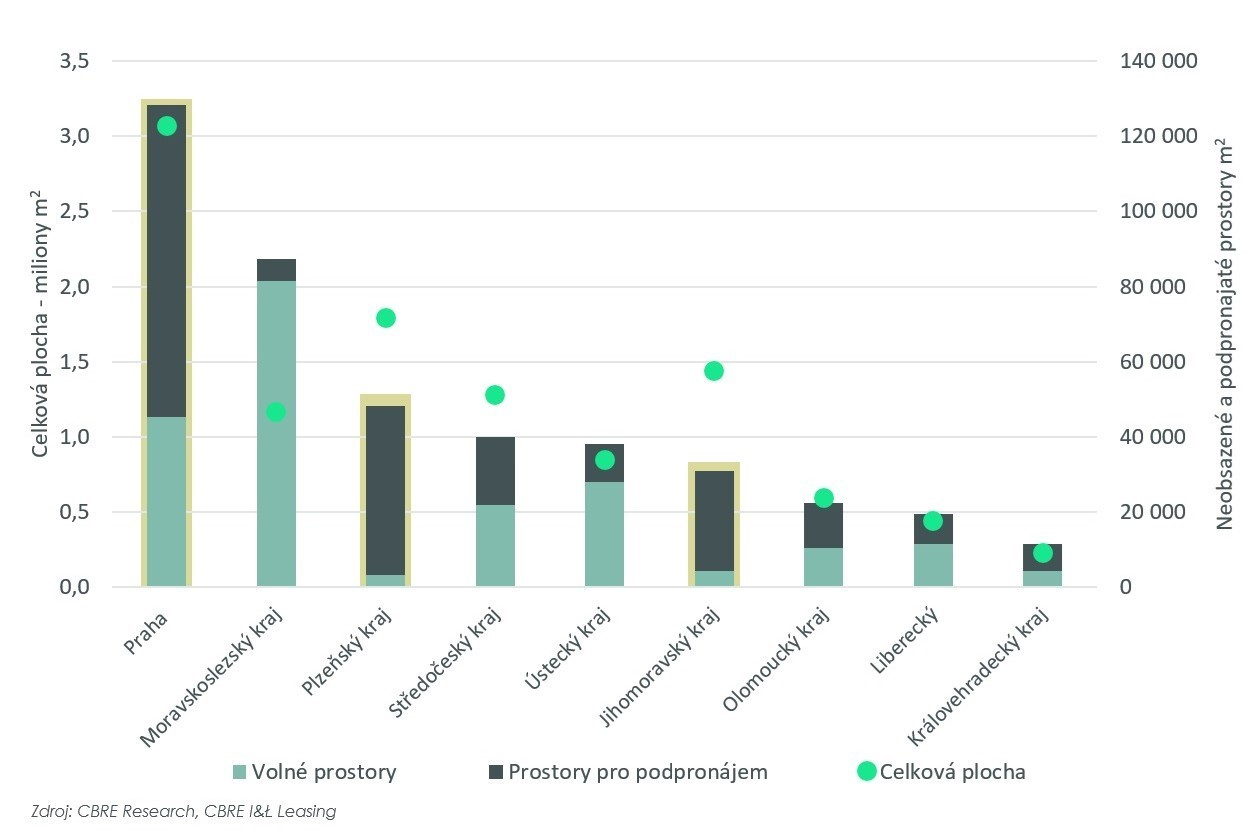 3,5
3,0
2,5
2,0
1,5
1,0
0,5
0,0
Celková plocha - miliony m²
140 000
120 000
100 000
80 000
60 000
40 000
20 000
0
Neobsazené a podpronajaté prostory m²
Praha
Moravskoslezský kraj
Plzeňský kraj
Středočeský kraj
Ústecký kraj
Jihomoravský kraj
Olomoucký kraj
Liberecký
Královehradecký kraj
Volné prostory
Prostory pro podpronájem
Celková plocha
Zdroj: CBRE Research, CBRE I&Ł Leasing